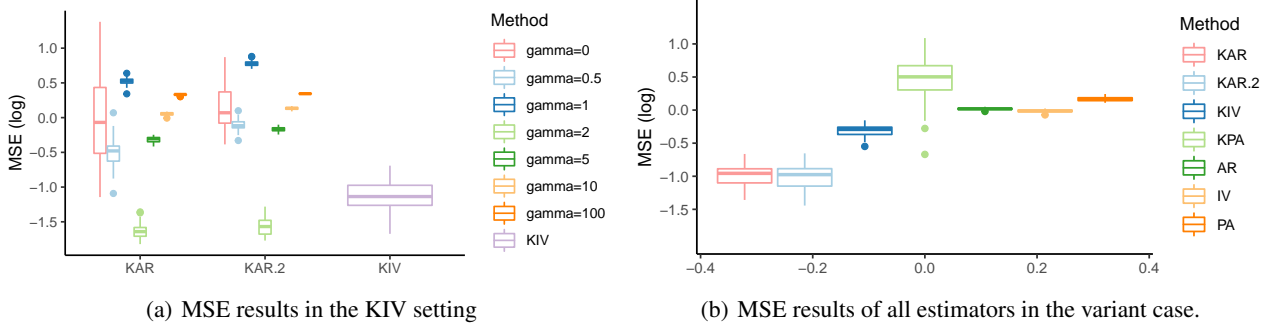 MSE (log)
1.0
0.5
0.0
−0.5
−1.0
−1.5
KAR
KAR.2
KIV
Method
gamma=0
gamma=0.5
gamma=1
gamma=2
gamma=5
gamma=10
gamma=100
KIV
(a) MSE results in the KIV setting
MSE (log)
1.0
0.5
0.0
−0.5
−1.0
−1.5
−0.4
−0.2
0.0
0.2
0.4
Method
KAR
KAR.2
KIV
KPA
AR
IV
PA
(b) MSE results of all estimators in the variant case.